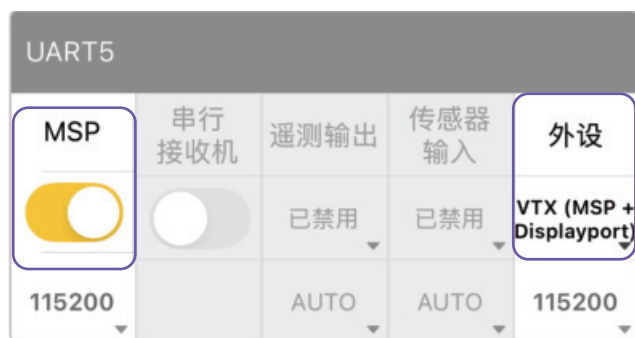 UART5
MSP
串行
接收机
遥测输出
传感器
输入
外设
已禁用
已禁用
VTX (MSP +
Displayport)
115200
AUTO
AUTO
115200